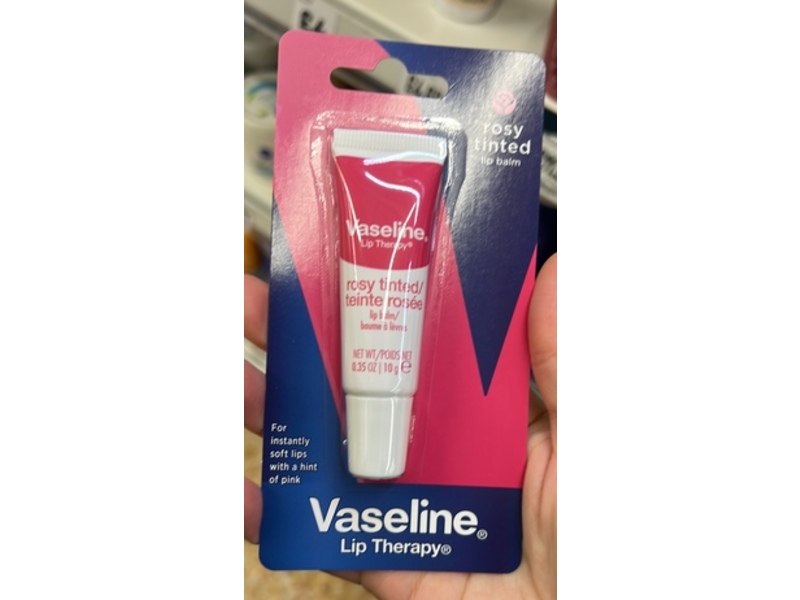 rosy
tinted
lip balm
Vaseline®
Lip Therapy®
rosy tinted/
teinte rosée
lip balm/
baume à lèvres
NET WT/POIDS NET
0.35 OZ | 10 g ℮
For
instantly
soft lips
with a hint
of pink
Vaseline®
Lip Therapy®